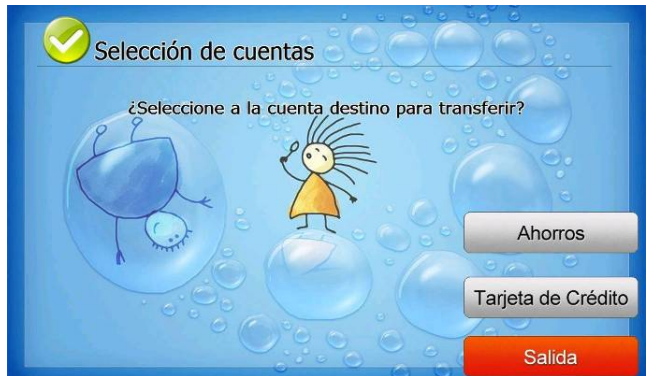 Selección de cuentas
¿Seleccione a la cuenta destino para transferir?
Ahorros
Tarjeta de Crédito
Salida